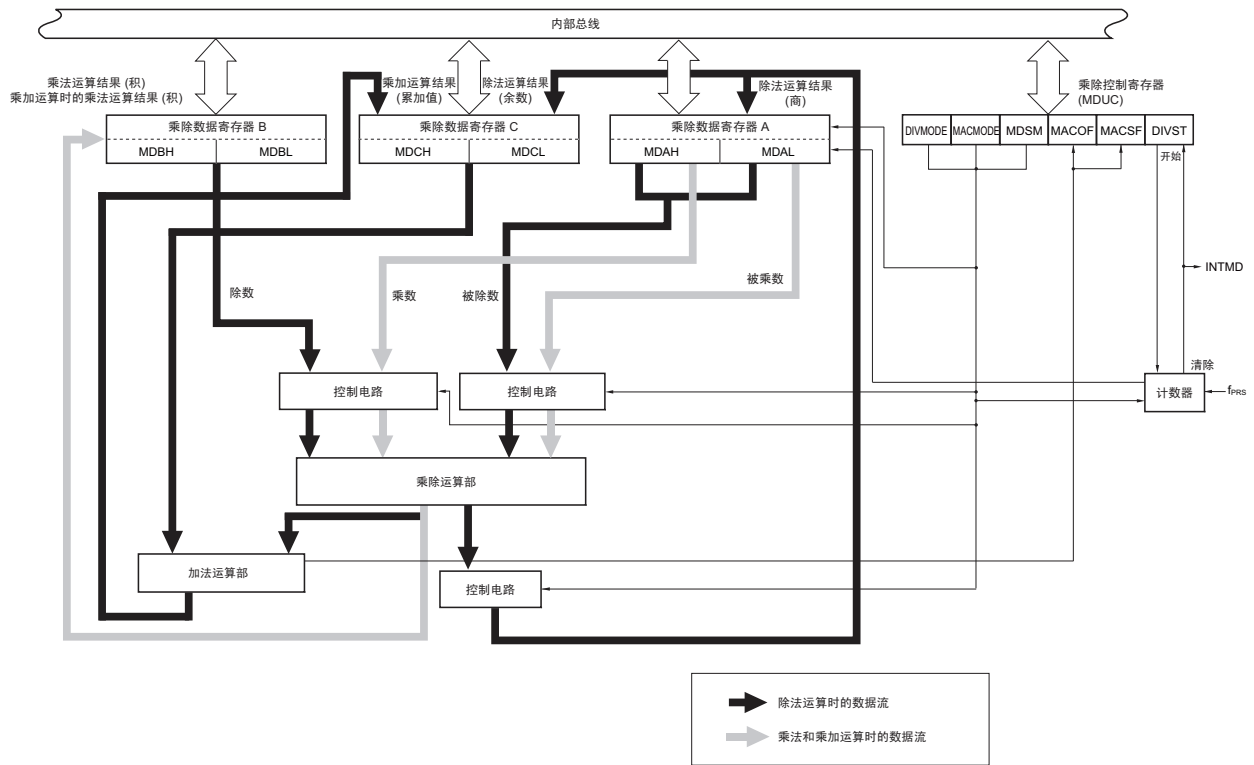 内部总线
乘法运算结果 (积)
乘加运算时的乘法运算结果 (积)
乘加运算结果
(累加值)
除法运算结果
(余数)
除法运算结果
(商)
乘除控制寄存器
(MDUC)
乘除数据寄存器 B
MDBH
MDBL
乘除数据寄存器 C
MDCH
MDCL
乘除数据寄存器 A
MDAH
MDAL
DIVMODE
MACMODE
MDSM
MACOF
MACSF
DIVST
开始
INTMD
除数
乘数
被除数
被乘数
清除
控制电路
控制电路
计数器
fPRS
乘除运算部
加法运算部
控制电路
除法运算时的数据流
乘法和乘加运算时的数据流